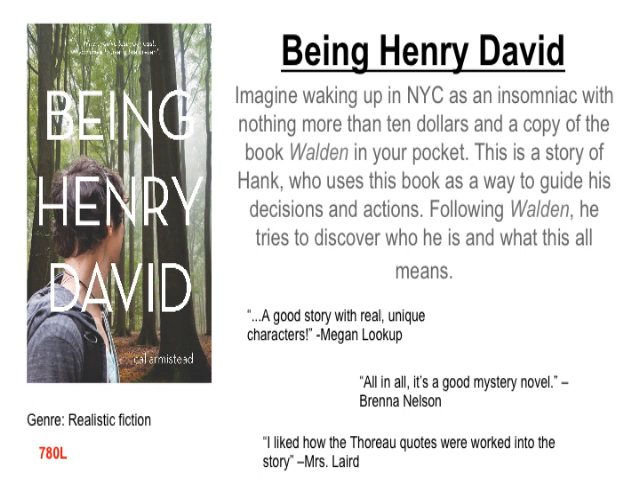 Being Henry David
Imagine waking up in NYC as an insomniac with
nothing more than ten dollars and a copy of the
book Walden in your pocket. This is a story of
Hank, who uses this book as a way to guide his
decisions and actions. Following Walden, he
tries to discover who he is and what this all
means.
BEING
HENRY
DAVID
cal armistead
“...A good story with real, unique
characters!” -Megan Lookup
“All in all, it’s a good mystery novel.” –
Brenna Nelson
“I liked how the Thoreau quotes were worked into the
story” –Mrs. Laird
Genre: Realistic fiction
780L